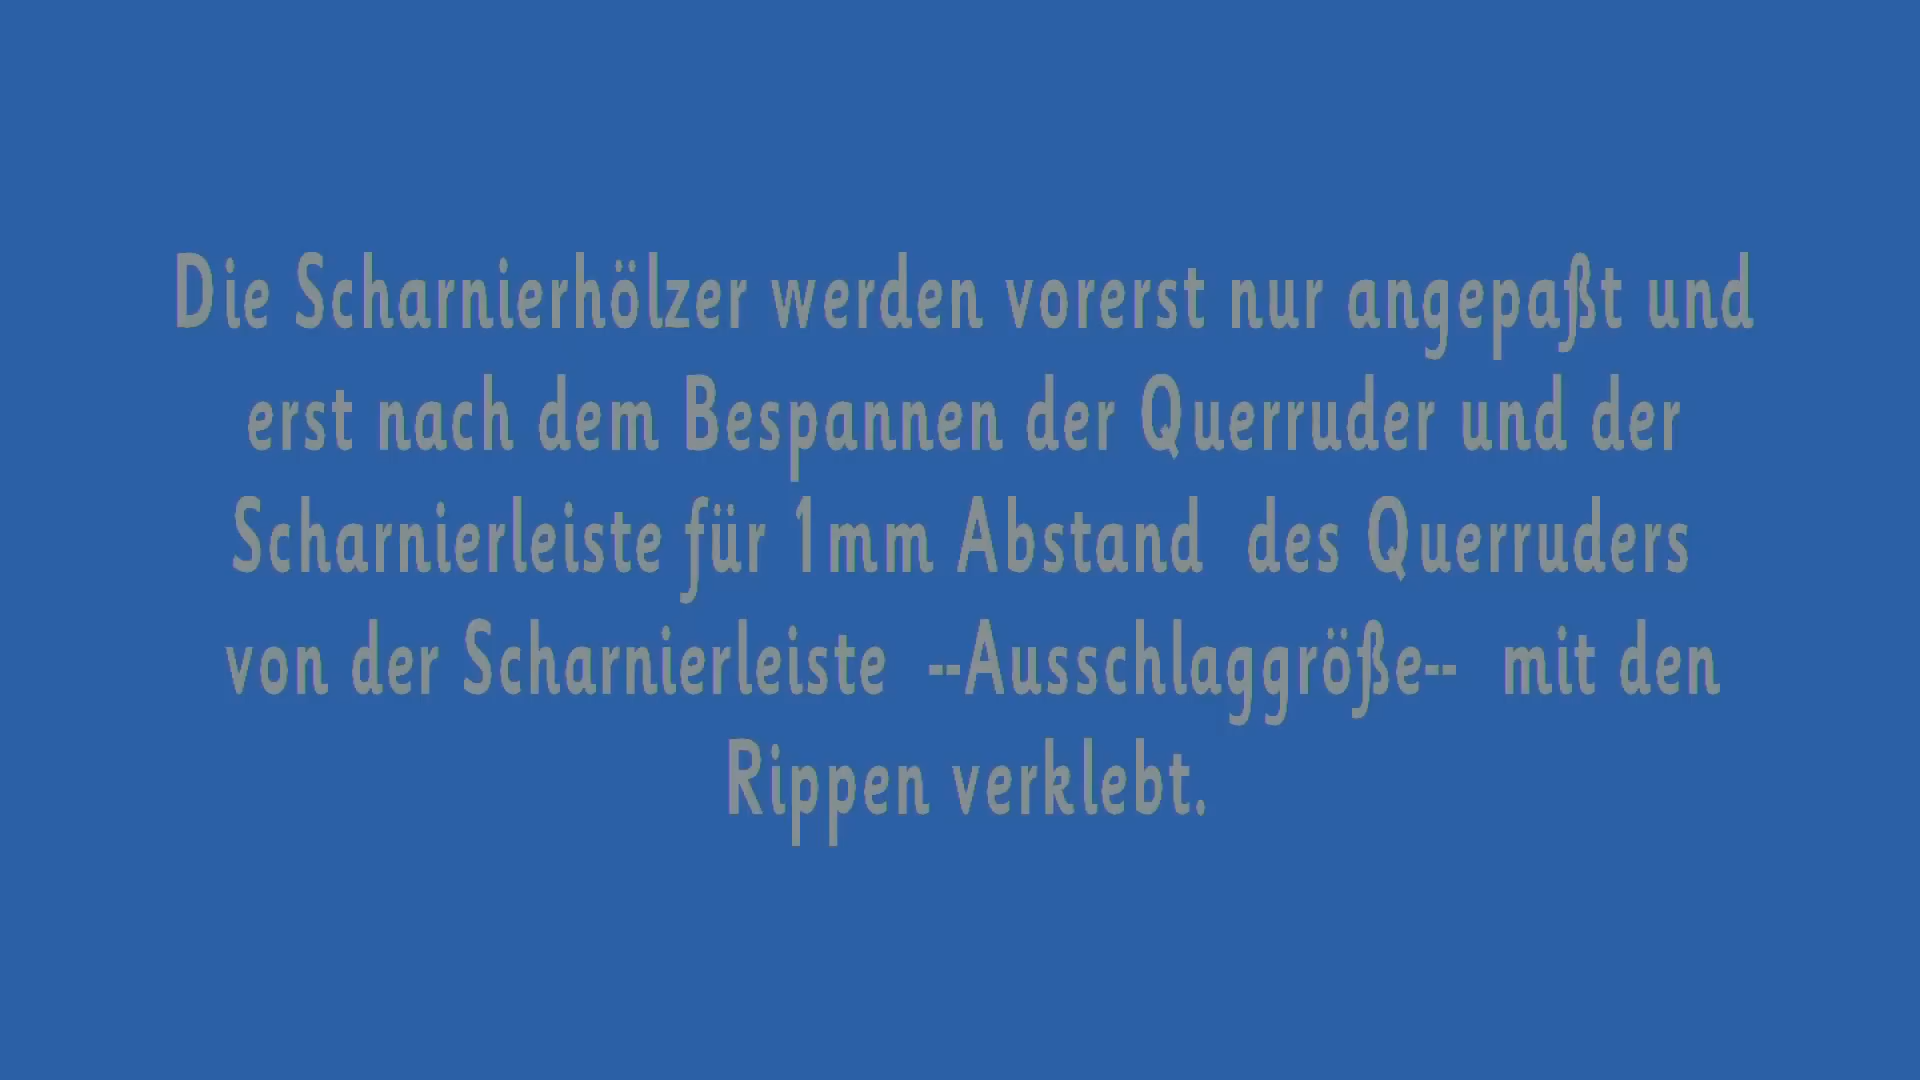 Die Scharnierhölzer werden vorerst nur angepaßt und
erst nach dem Bespannen der Querruder und der
Scharnierleiste für 1mm Abstand  des Querruders
von der Scharnierleiste  --Ausschlaggröße--  mit den
Rippen verklebt.